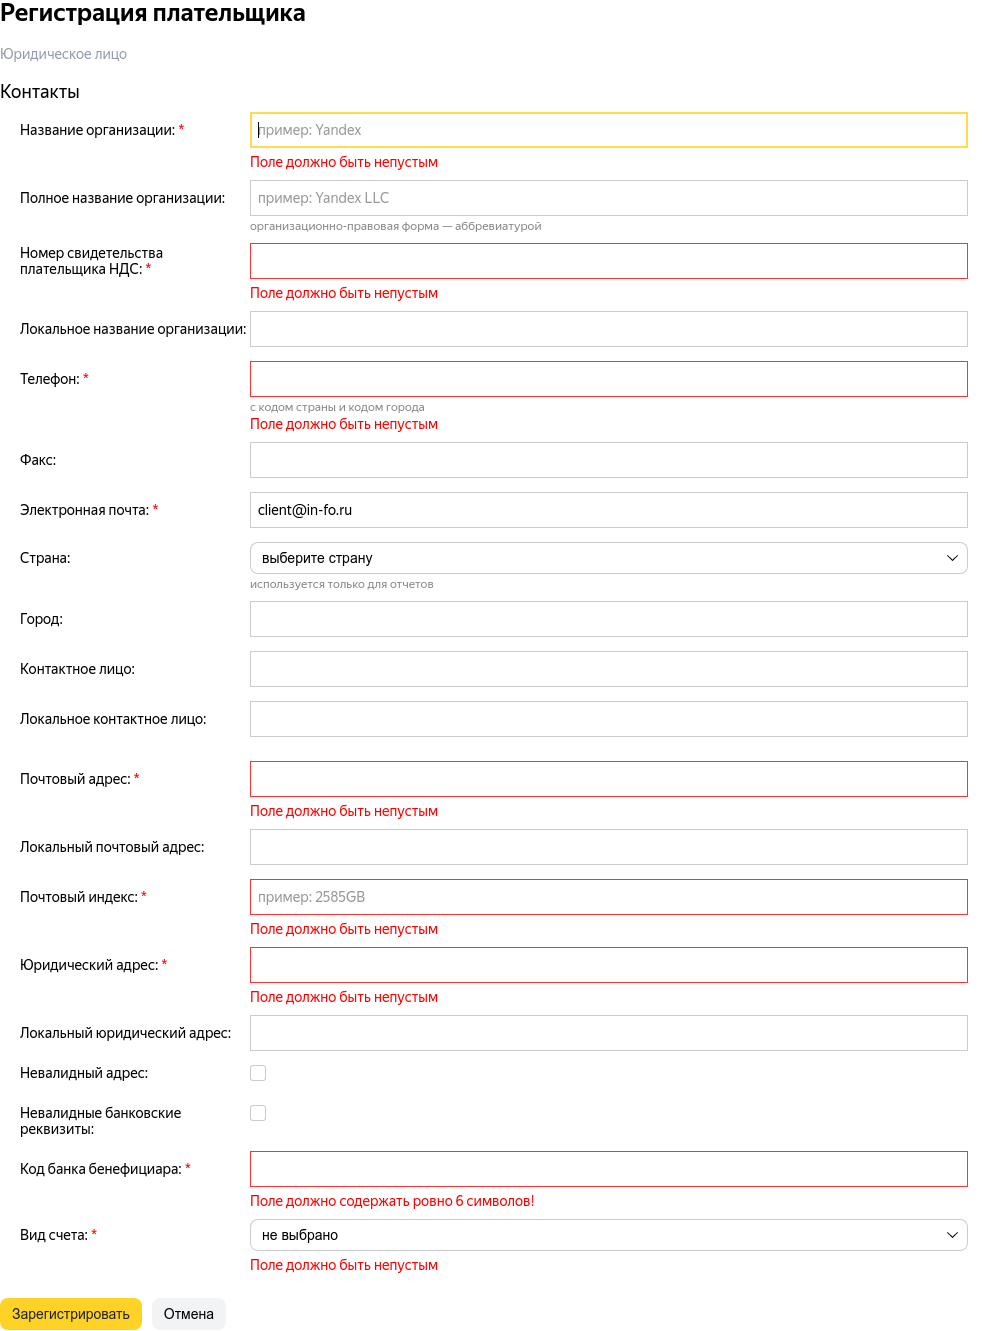 Регистрация плательщика
Юридическое лицо
Контакты
Название организации: *
пример: Yandex
Поле должно быть непустым
Полное название организации:
пример: Yandex LLC
организационно-правовая форма — аббревиатурой
Номер свидетельства
плательщика НДС: *
Поле должно быть непустым
Локальное название организации:
Телефон: *
с кодом страны и кодом города
Поле должно быть непустым
Факс:
Электронная почта: *
client@in-fo.ru
Страна:
выберите страну
используется только для отчетов
Город:
Контактное лицо:
Локальное контактное лицо:
Почтовый адрес: *
Поле должно быть непустым
Локальный почтовый адрес:
Почтовый индекс: *
пример: 2585GB
Поле должно быть непустым
Юридический адрес: *
Поле должно быть непустым
Локальный юридический адрес:
Невалидный адрес:
Невалидные банковские
реквизиты:
Код банка бенефициара: *
Поле должно содержать ровно 6 символов!
Вид счета: *
не выбрано
Поле должно быть непустым
Зарегистрировать
Отмена